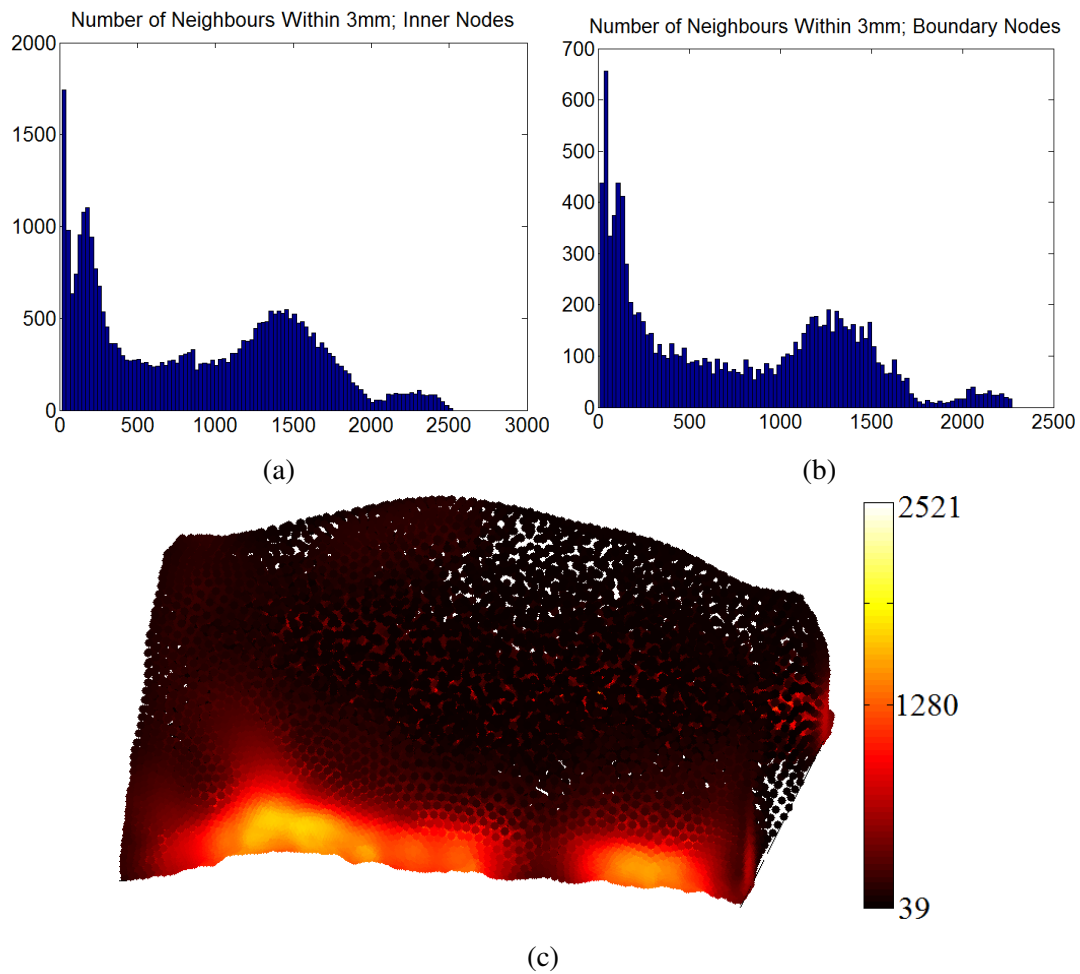 Number of Neighbours Within 3mm; Inner Nodes
2000
1500
1000
500
0
0 500 1000 1500 2000 2500 3000
(a)
Number of Neighbours Within 3mm; Boundary Nodes
700
600
500
400
300
200
100
0
0 500 1000 1500 2000 2500
(b)
2521
1280
39
(c)